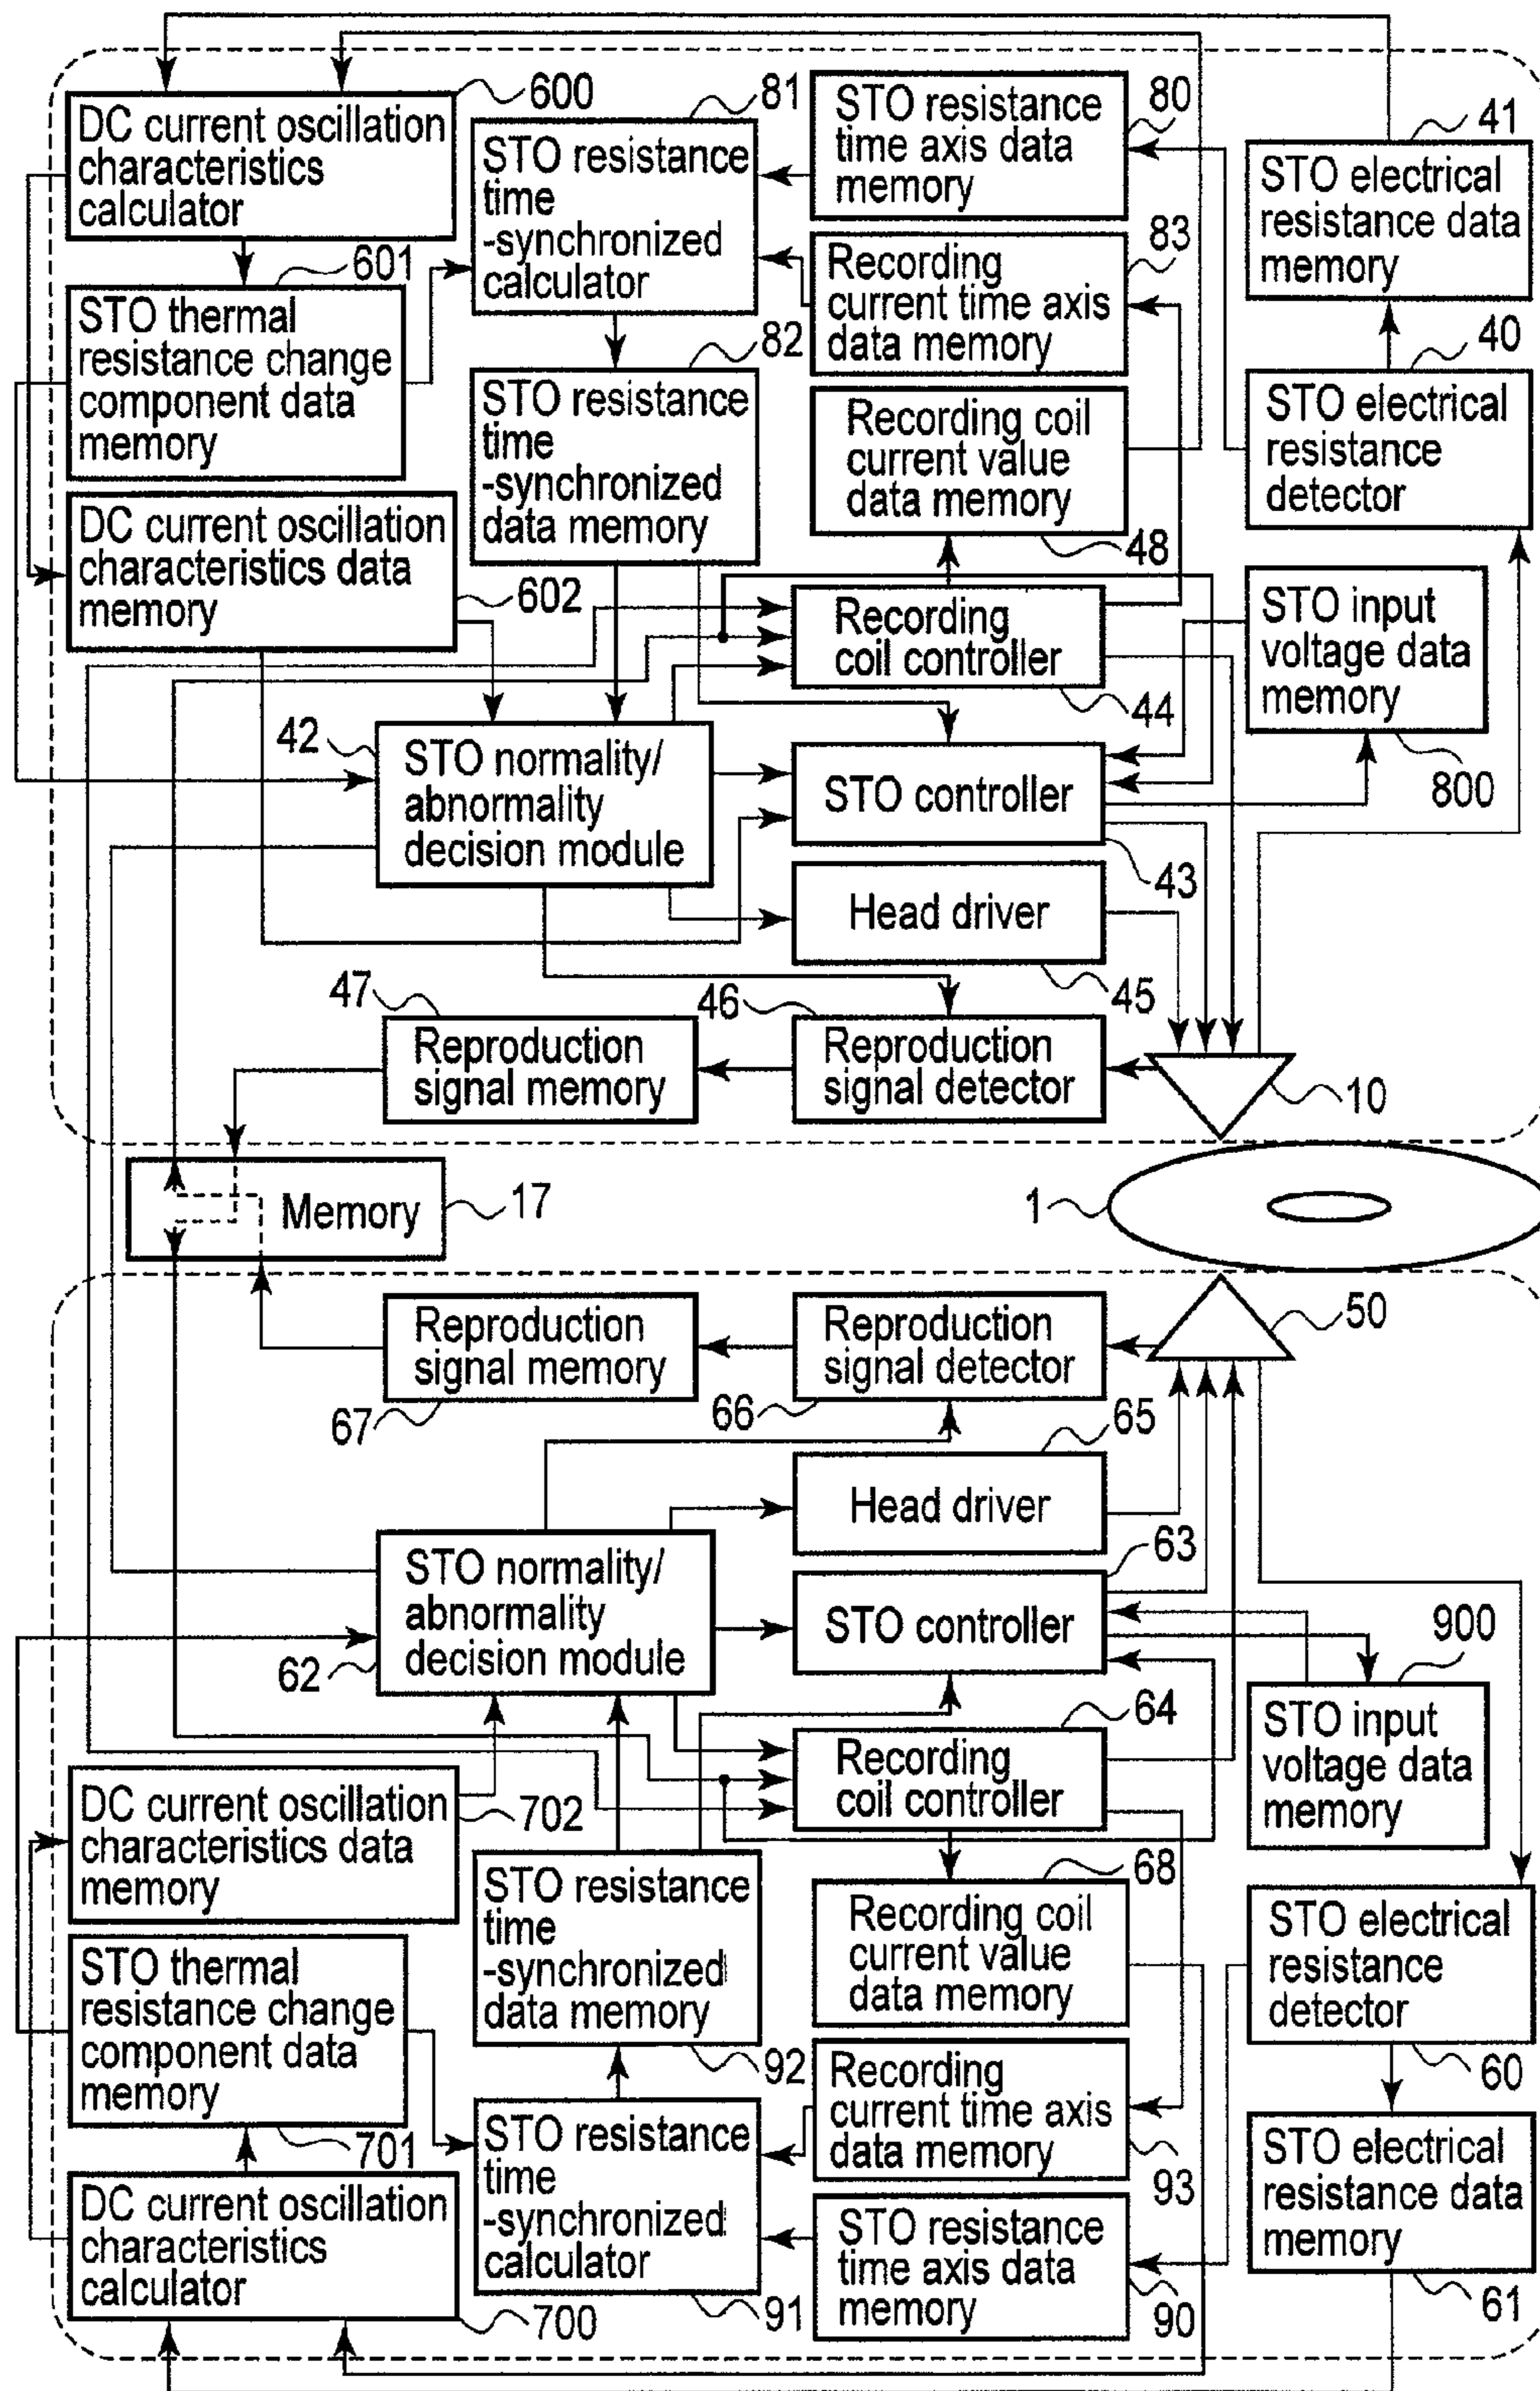 DC current oscillation
characteristics
calculator
600
STO thermal
resistance change
component data
memory
601
DC current oscillation
characteristics data
memory
602
STO resistance
time
-synchronized
calculator
81
STO resistance
time
-synchronized
data memory
82
STO resistance
time axis data
memory
80
Recording
current time axis
data memory
83
Recording coil
current value
data memory
48
STO electrical
resistance data
memory
41
STO electrical
resistance
detector
40
Recording
coil controller
44
STO input
voltage data
memory
800
42
STO normality/
abnormality
decision module
STO controller
43
Head driver
45
47
Reproduction
signal memory
46
Reproduction
signal detector
10
Memory
17
1
50
Reproduction
signal memory
67
Reproduction
signal detector
66
65
Head driver
STO normality/
abnormality
decision module
62
63
STO controller
64
Recording
coil controller
900
STO input
voltage data
memory
DC current oscillation
characteristics data
memory
702
STO thermal
resistance change
component data
memory
701
DC current oscillation
characteristics
calculator
700
STO resistance
time
-synchronized
data memory
92
STO resistance
time
-synchronized
calculator
91
68
Recording coil
current value
data memory
Recording
current time axis
data memory
93
STO resistance
time axis data
memory
90
STO electrical
resistance
detector
60
STO electrical
resistance data
memory
61